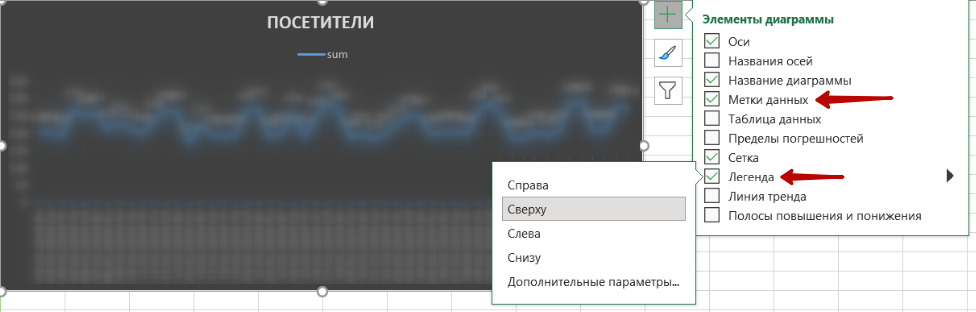 ПОСЕТИТЕЛИ
sum
Элементы диаграммы
Оси
Названия осей
Название диаграммы
Метки данных
Таблица данных
Пределы погрешностей
Сетка
Легенда
Линия тренда
Полосы повышения и понижения
Справа
Сверху
Слева
Снизу
Дополнительные параметры...